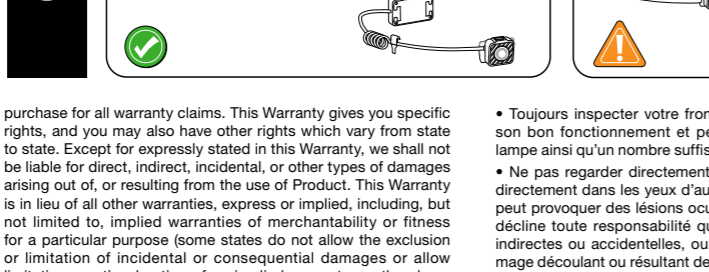 purchase for all warranty claims. This Warranty gives you specific
rights, and you may also have other rights which vary from state
to state. Except for expressly stated in this Warranty, we shall not
be liable for direct, indirect, incidental, or other types of damages
arising out of, or resulting from the use of Product. This Warranty
is in lieu of all other warranties, express or implied, including, but
not limited to, implied warranties of merchantability or fitness
for a particular purpose (some states do not allow the exclusion
or limitation of incidental or consequential damages or allow
• Toujours inspecter votre fron
son bon fonctionnement et pe
lampe ainsi qu'un nombre suffis
• Ne pas regarder directement
directement dans les yeux d'au
peut provoquer des lésions ocu
décline toute responsabilité qu
indirectes ou accidentelles, ou
mage découlant ou résultant de